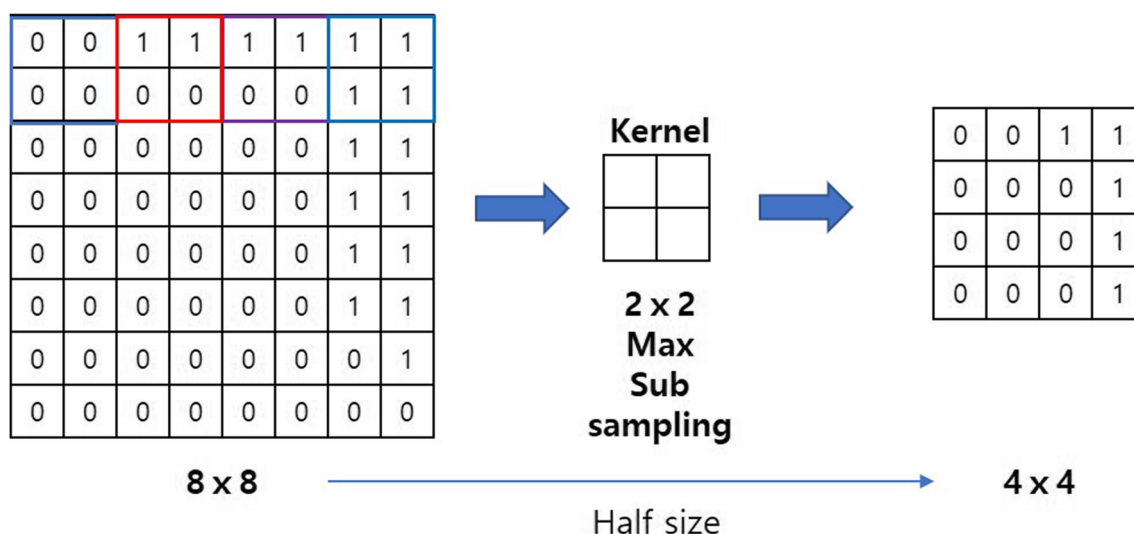 0 0 1 1 1 1 1 1
0 0 0 0 0 0 1 1
0 0 0 0 0 0 1 1
0 0 0 0 0 0 1 1
0 0 0 0 0 0 1 1
0 0 0 0 0 0 1 1
0 0 0 0 0 0 0 1
0 0 0 0 0 0 0 0
8 x 8
Kernel
2 x 2
Max
Sub
sampling
0 0 1 1
0 0 0 1
0 0 0 1
0 0 0 1
4 x 4
Half size